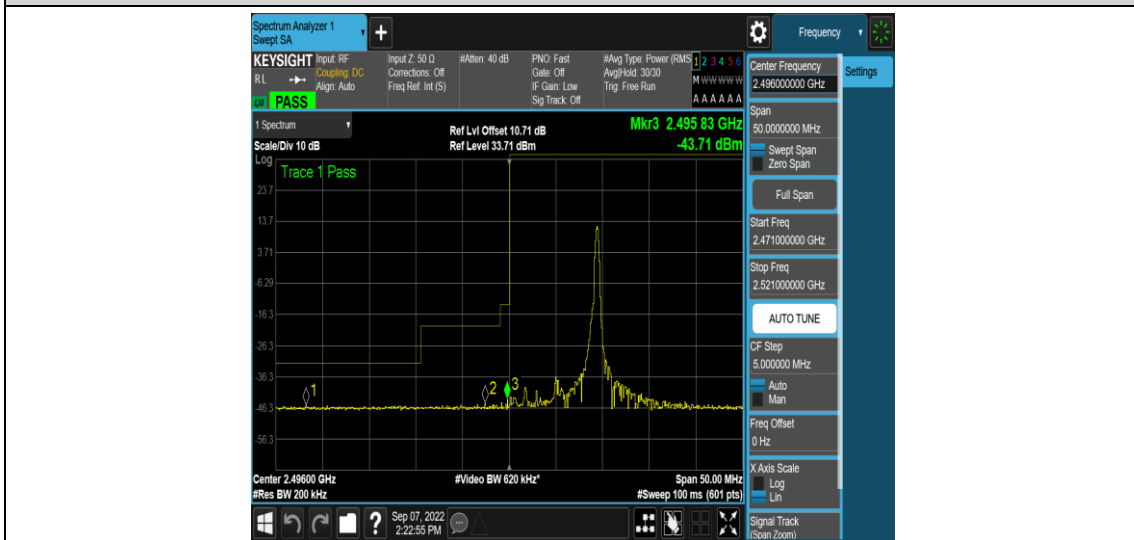 Spectrum Analyzer 1
Swept SA
+
Frequency
KEYSIGHT
RL
PASS
Input: RF
Coupling: DC
Align: Auto
Input Z: 50 Ω
Corrections: Off
Freq Ref: Int (S)
#Atten: 40 dB
PNO: Fast
Gate: Off
IF Gain: Low
Sig Track: Off
#Avg Type: Power (RMS
Avg|Hold: 30/30
Trig: Free Run
1 2 3 4 5 6
M W W W W W
A A A A A A
1 Spectrum
Scale/Div 10 dB
Ref Lvl Offset 10.71 dB
Ref Level 33.71 dBm
Mkr3 2.495 83 GHz
-43.71 dBm
Log
Trace 1 Pass
23.7
13.7
3.71
-6.29
-16.3
-26.3
-36.3
-46.3
-56.3
1
2
3
Center 2.49600 GHz
#Res BW 200 kHz
#Video BW 620 kHz*
Span 50.00 MHz
#Sweep 100 ms (601 pts)
Center Frequency
2.496000000 GHz
Settings
Span
50.0000000 MHz
Swept Span
Zero Span
Full Span
Start Freq
2.471000000 GHz
Stop Freq
2.521000000 GHz
AUTO TUNE
CF Step
5.000000 MHz
Auto
Man
Freq Offset
0 Hz
X Axis Scale
Log
Lin
Signal Track
(Span Zoom)
?
Sep 07, 2022
2:22:55 PM